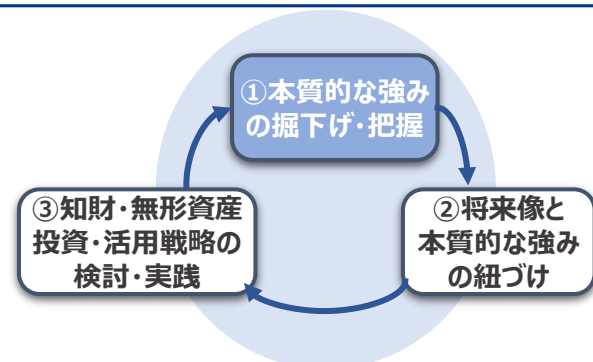 ①本質的な強み
の掘下げ・把握
②将来像と
本質的な強み
の紐づけ
③知財・無形資産
投資・活用戦略の
検討・実践